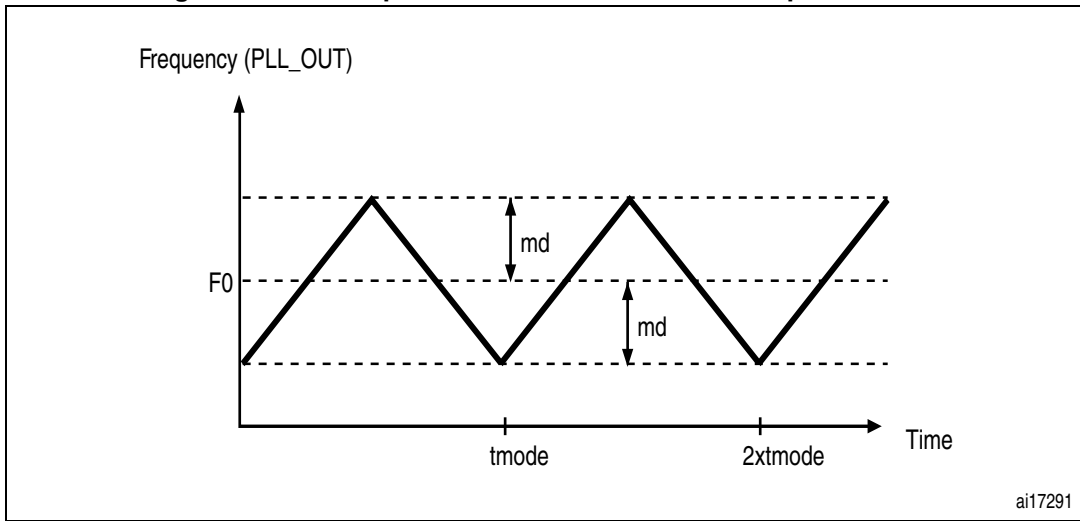 Frequency (PLL_OUT)
md
F0
md
tmode
2xtmode
Time
ai17291